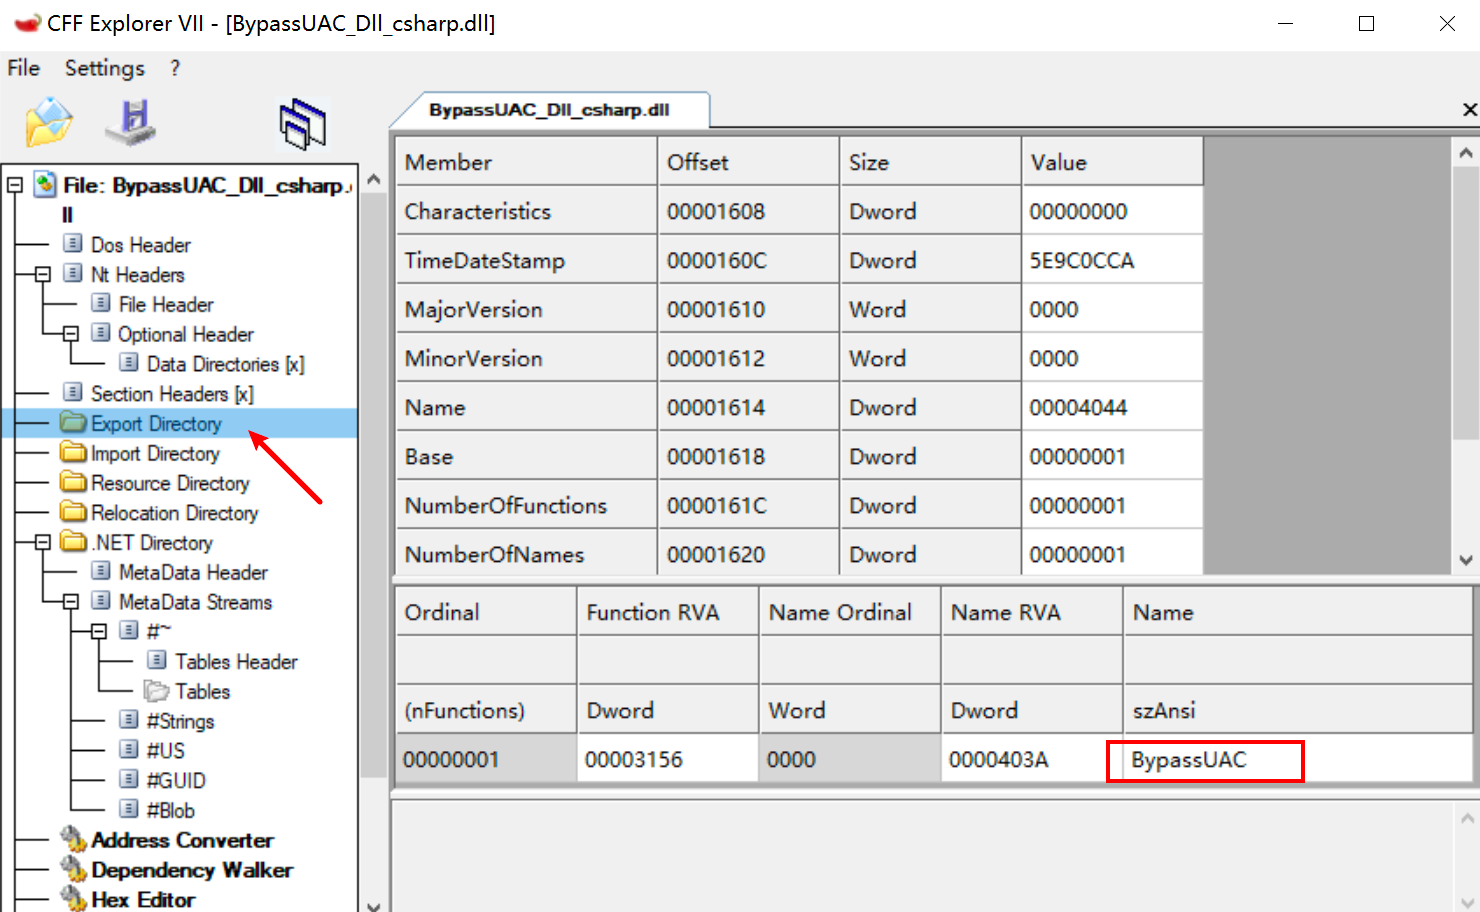 CFF Explorer VII - [BypassUAC_Dll_csharp.dll]
File Settings ?
BypassUAC_Dll_csharp.dll
File: BypassUAC_Dll_csharp.d
ll
Dos Header
Nt Headers
File Header
Optional Header
Data Directories [x]
Section Headers [x]
Export Directory
Import Directory
Resource Directory
Relocation Directory
.NET Directory
MetaData Header
MetaData Streams
#~
Tables Header
Tables
#Strings
#US
#GUID
#Blob
Address Converter
Dependency Walker
Hex Editor
Member Offset Size Value
Characteristics 00001608 Dword 00000000
TimeDateStamp 0000160C Dword 5E9C0CCA
MajorVersion 00001610 Word 0000
MinorVersion 00001612 Word 0000
Name 00001614 Dword 00004044
Base 00001618 Dword 00000001
NumberOfFunctions 0000161C Dword 00000001
NumberOfNames 00001620 Dword 00000001
Ordinal Function RVA Name Ordinal Name RVA Name
(nFunctions) Dword Word Dword szAnsi
00000001 00003156 0000 0000403A BypassUAC